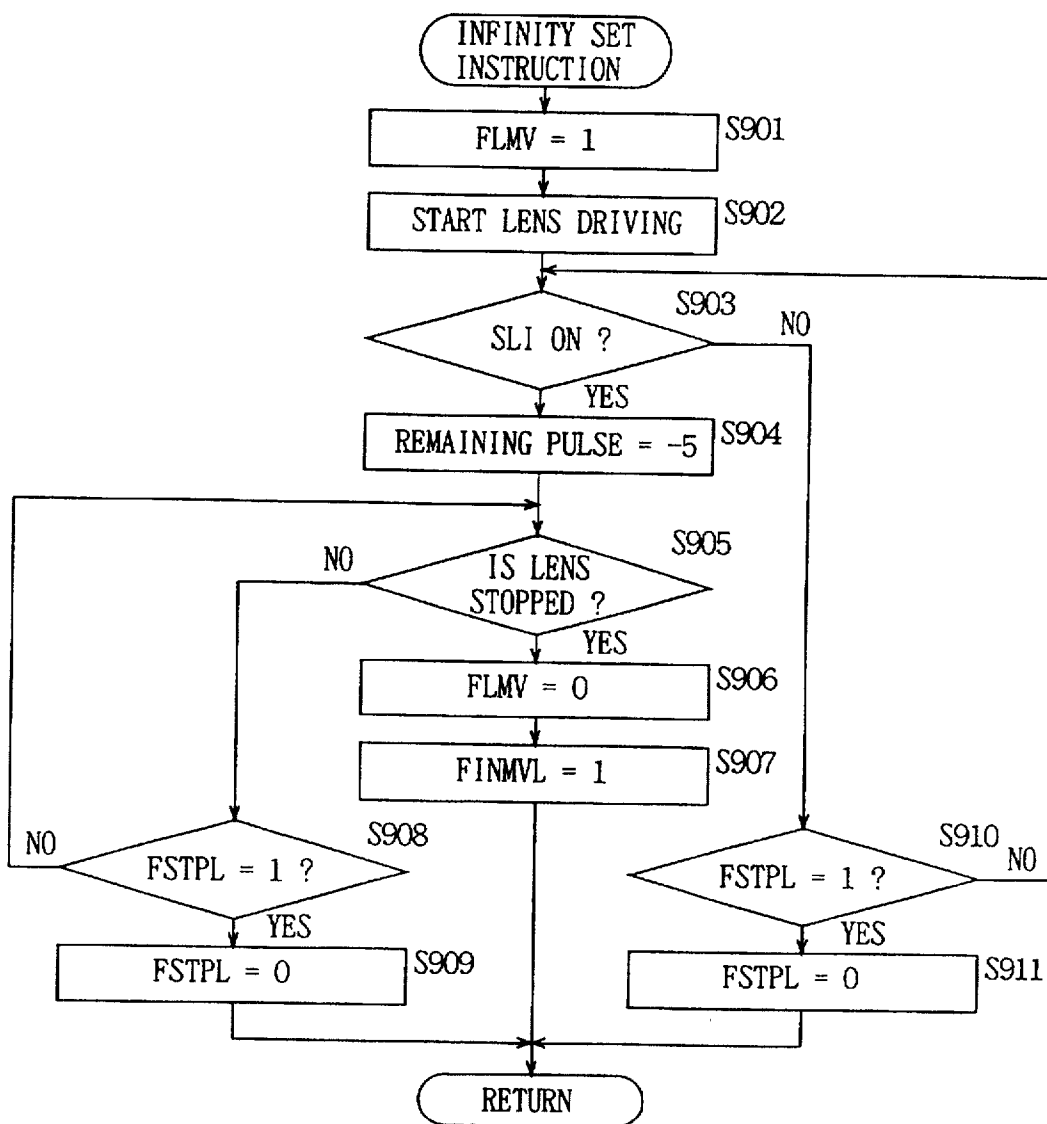 INFINITY SET
INSTRUCTION
FLMV = 1
S901
START LENS DRIVING
S902
S903
SLI ON ?
NO
YES
REMAINING PULSE = -5
S904
S905
NO
IS LENS
STOPPED ?
YES
FLMV = 0
S906
FINMVL = 1
S907
S908
NO
FSTPL = 1 ?
YES
FSTPL = 0
S909
S910
FSTPL = 1 ?
NO
YES
FSTPL = 0
S911
RETURN